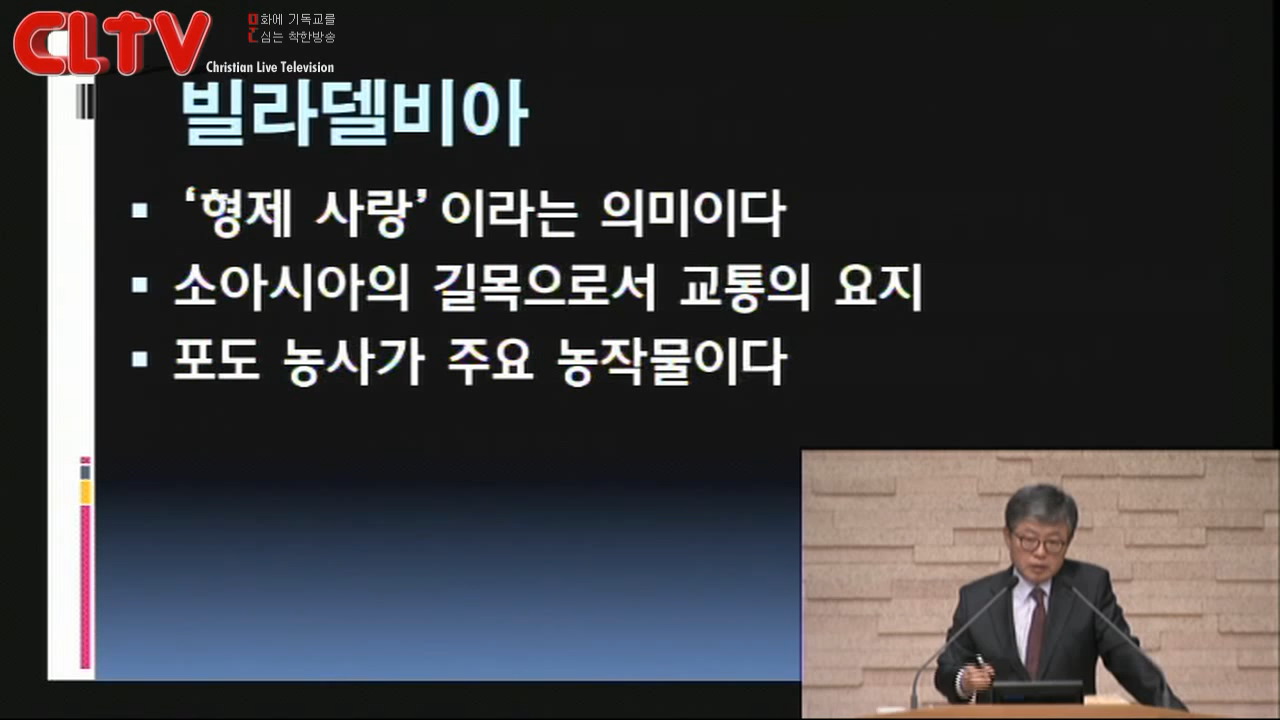 CLTV
문화에 기독교를
심는 착한방송
Christian Live Television
빌라델비아
▪ ‘형제 사랑’이라는 의미이다
▪ 소아시아의 길목으로서 교통의 요지
▪ 포도 농사가 주요 농작물이다